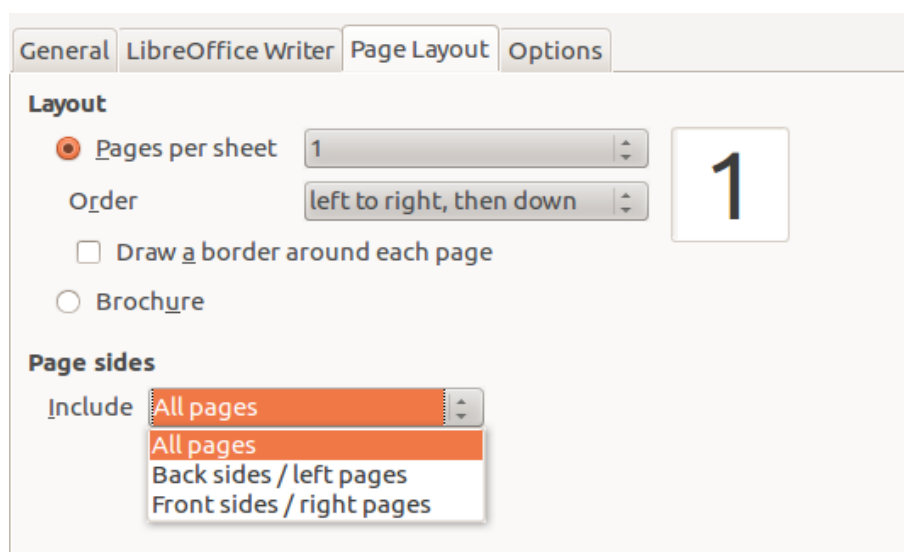 General LibreOffice Writer Page Layout Options
Layout
Pages per sheet 1
1
Order left to right, then down
Draw a border around each page
Brochure
Page sides
Include All pages
All pages
Back sides / left pages
Front sides / right pages